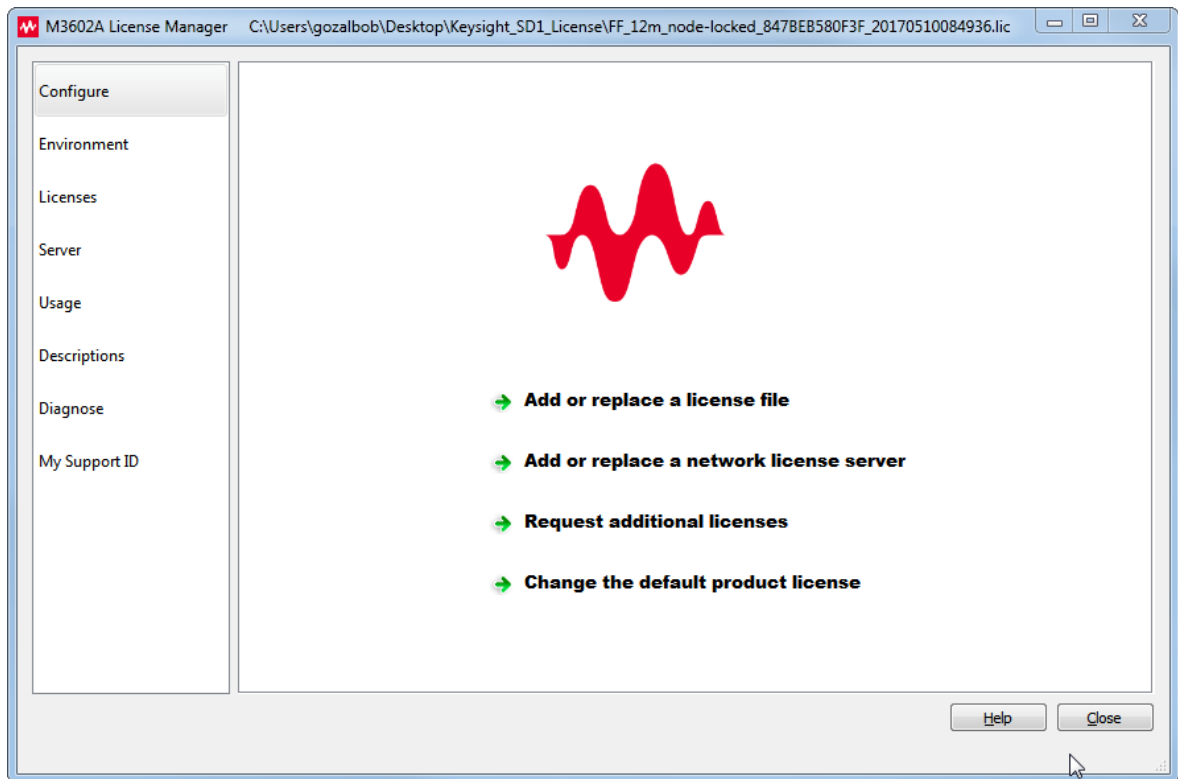 M3602A License Manager C:\Users\gozalbob\Desktop\Keysight_SD1_License\FF_12m_node-locked_847BEB580F3F_20170510084936.lic
Configure
Environment
Licenses
Server
Usage
Descriptions
Diagnose
My Support ID
Add or replace a license file
Add or replace a network license server
Request additional licenses
Change the default product license
Help Close